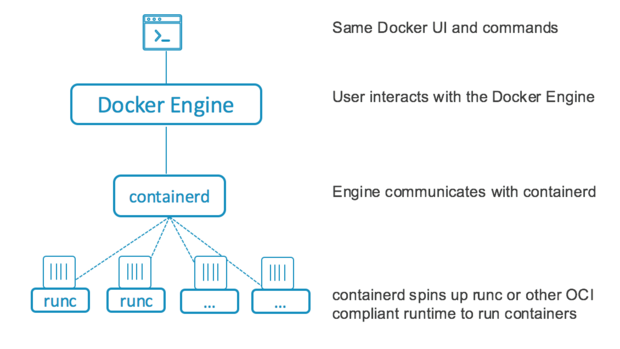 >_
Same Docker UI and commands
Docker Engine
User interacts with the Docker Engine
containerd
Engine communicates with containerd
runc
runc
...
...
containerd spins up runc or other OCI
compliant runtime to run containers